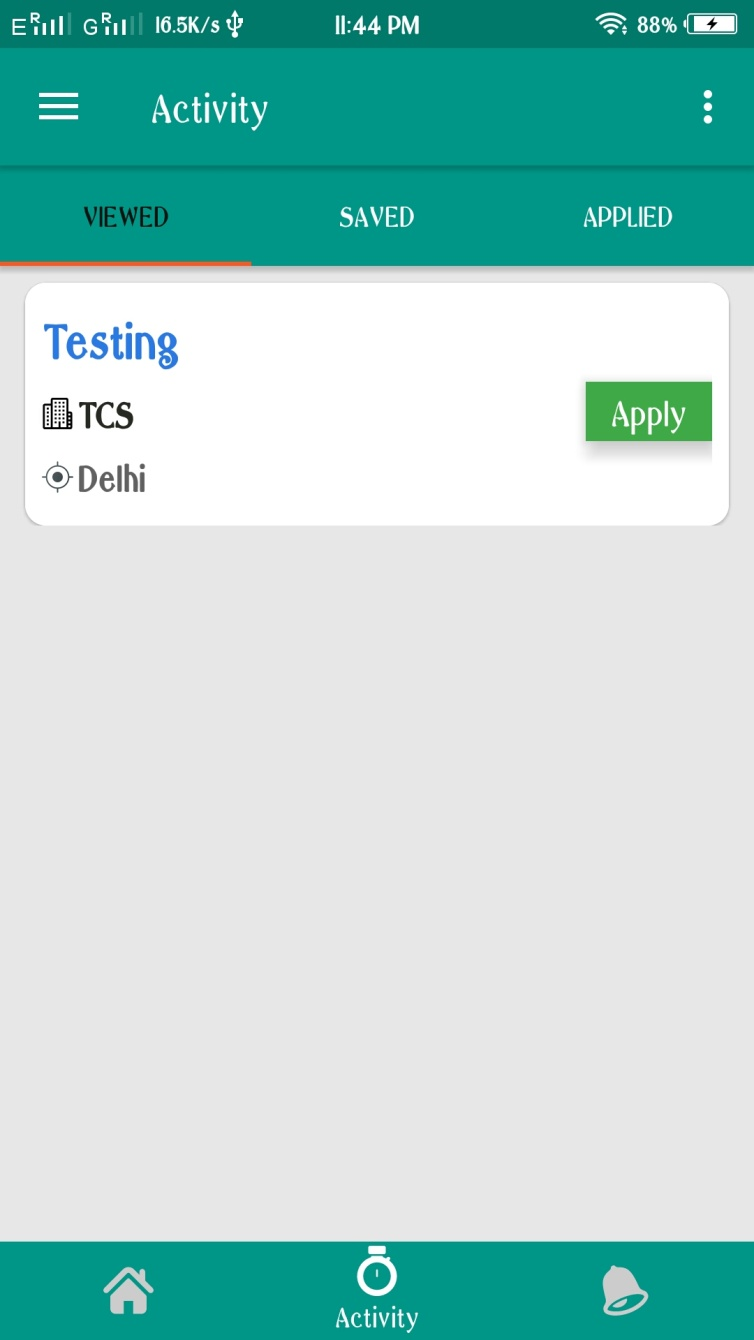 E R G R 16.5K/s 11:44 PM 88%
Activity
VIEWED SAVED APPLIED
Testing
TCS
Apply
Delhi
Activity